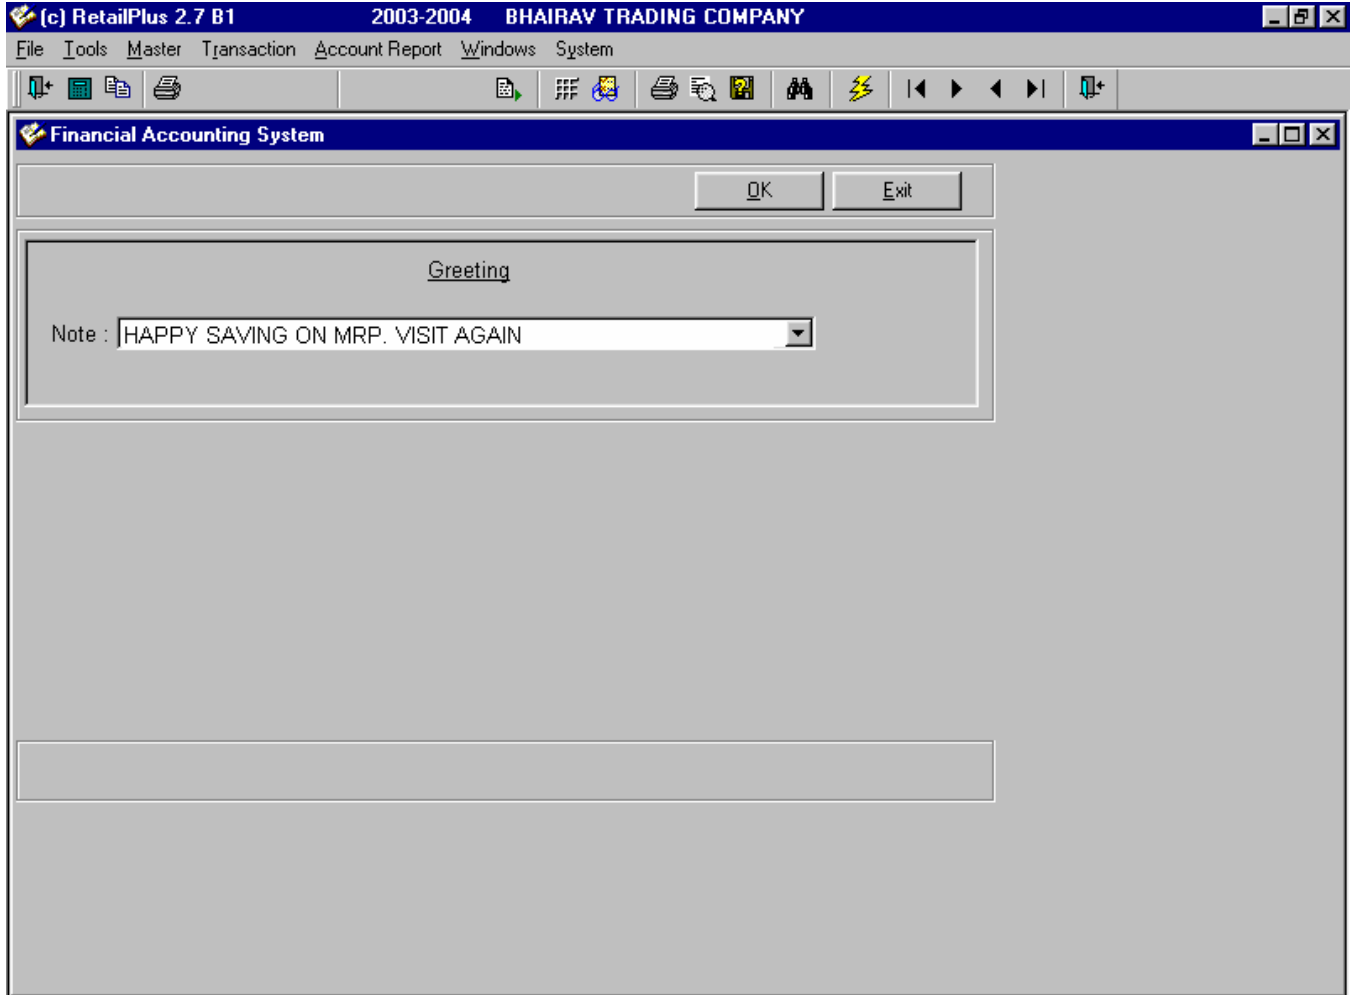 (c) RetailPlus 2.7 B1 2003-2004 BHAIRAV TRADING COMPANY
File Tools Master Transaction Account Report Windows System
Financial Accounting System
OK Exit
Greeting
Note : HAPPY SAVING ON MRP. VISIT AGAIN